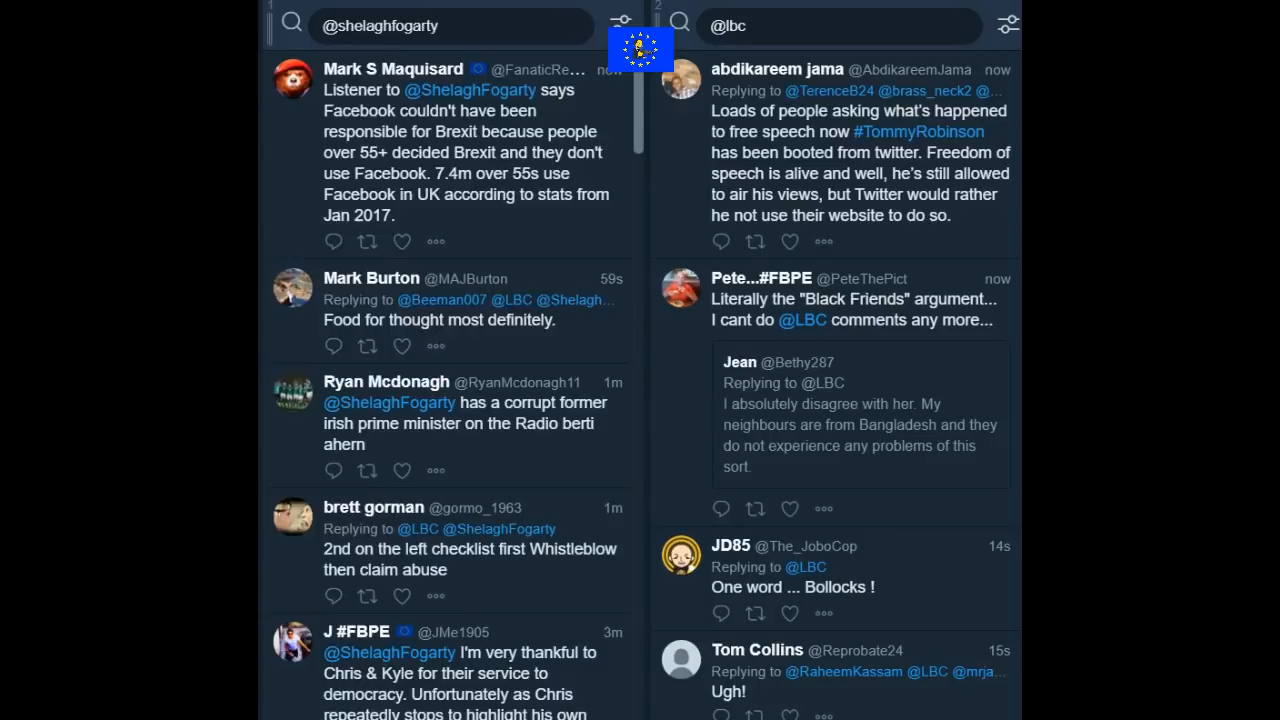 1
@shelaghfogarty
Mark S Maquisard @FanaticRe... now
Listener to @ShelaghFogarty says
Facebook couldn't have been
responsible for Brexit because people
over 55+ decided Brexit and they don't
use Facebook. 7.4m over 55s use
Facebook in UK according to stats from
Jan 2017.
Mark Burton @MAJBurton 59s
Replying to @Beeman007 @LBC @Shelagh...
Food for thought most definitely.
Ryan Mcdonagh @RyanMcdonagh11 1m
@ShelaghFogarty has a corrupt former
irish prime minister on the Radio berti
ahern
brett gorman @gormo_1963 1m
Replying to @LBC @ShelaghFogarty
2nd on the left checklist first Whistleblow
then claim abuse
J #FBPE @JMe1905 3m
@ShelaghFogarty I'm very thankful to
Chris & Kyle for their service to
democracy. Unfortunately as Chris
repeatedly stops to highlight his own
2
@lbc
abdikareem jama @AbdikareemJama now
Replying to @TerenceB24 @brass_neck2 @...
Loads of people asking what's happened
to free speech now #TommyRobinson
has been booted from twitter. Freedom of
speech is alive and well, he's still allowed
to air his views, but Twitter would rather
he not use their website to do so.
Pete...#FBPE @PeteThePict now
Literally the "Black Friends" argument...
I cant do @LBC comments any more...
Jean @Bethy287
Replying to @LBC
I absolutely disagree with her. My
neighbours are from Bangladesh and they
do not experience any problems of this
sort.
JD85 @The_JoboCop 14s
Replying to @LBC
One word ... Bollocks !
Tom Collins @Reprobate24 15s
Replying to @RaheemKassam @LBC @mrja...
Ugh!